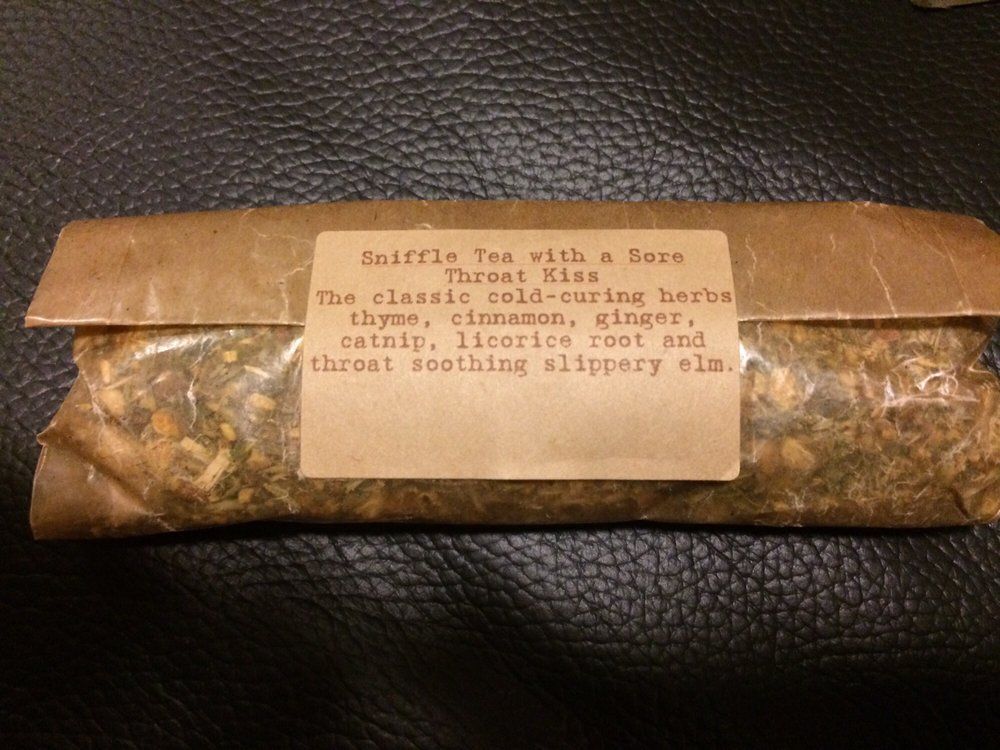 Sniffle Tea with a Sore
Throat Kiss
The classic cold-curing herbs
thyme, cinnamon, ginger,
catnip, licorice root and
throat soothing slippery elm.